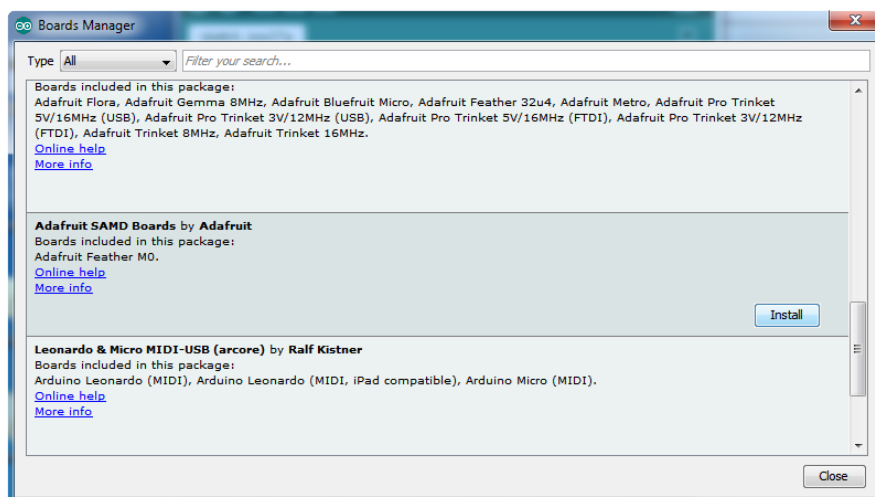 Boards Manager
Type All Filter your search...
Boards included in this package:
Adafruit Flora, Adafruit Gemma 8MHz, Adafruit Bluefruit Micro, Adafruit Feather 32u4, Adafruit Metro, Adafruit Pro Trinket
5V/16MHz (USB), Adafruit Pro Trinket 3V/12MHz (USB), Adafruit Pro Trinket 5V/16MHz (FTDI), Adafruit Pro Trinket 3V/12MHz
(FTDI), Adafruit Trinket 8MHz, Adafruit Trinket 16MHz.
Online help
More info
Adafruit SAMD Boards by Adafruit
Boards included in this package:
Adafruit Feather M0.
Online help
More info
Install
Leonardo & Micro MIDI-USB (arcore) by Ralf Kistner
Boards included in this package:
Arduino Leonardo (MIDI), Arduino Leonardo (MIDI, iPad compatible), Arduino Micro (MIDI).
Online help
More info
Close